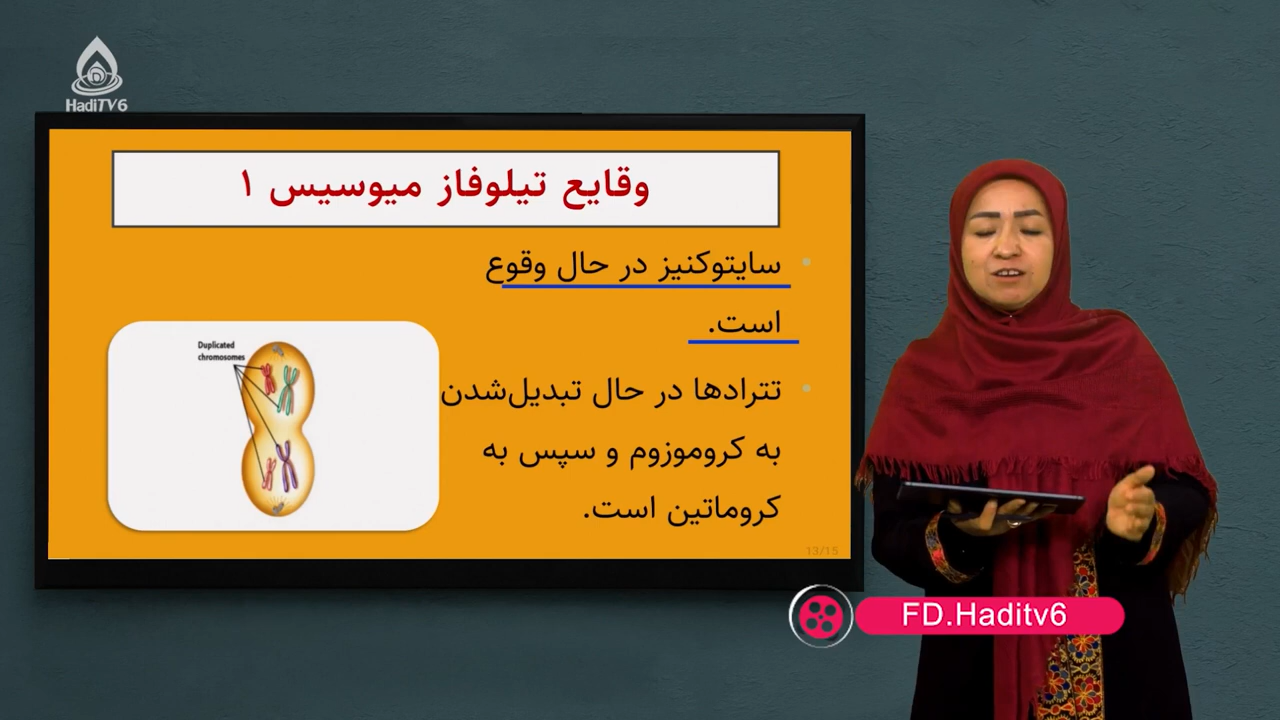 HadiTV6
وقایع تیلوفاز میوسیس ۱
سایتوکنیز در حال وقوع
است.
تترادها در حال تبدیل‌شدن
به کروموزوم و سپس به
کروماتین است.
Duplicated
chromosomes
13/15
FD.Haditv6